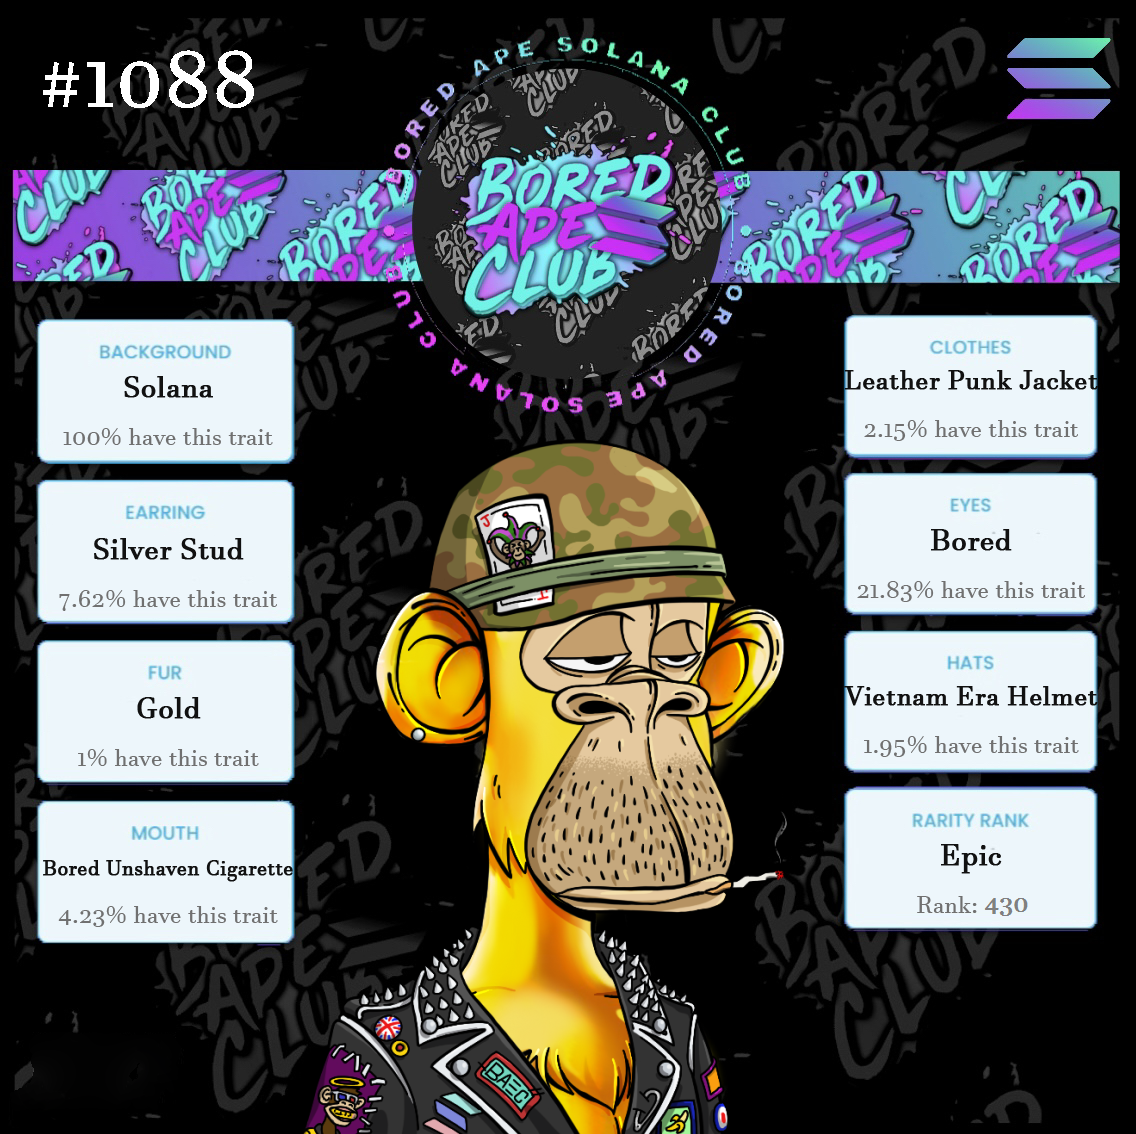 #1088
BORED APE SOLANA CLUB
BORED APE SOLANA CLUB
BORED
APE
CLUB
BACKGROUND
Solana
100% have this trait
EARRING
Silver Stud
7.62% have this trait
FUR
Gold
1% have this trait
MOUTH
Bored Unshaven Cigarette
4.23% have this trait
CLOTHES
Leather Punk Jacket
2.15% have this trait
EYES
Bored
21.83% have this trait
HATS
Vietnam Era Helmet
1.95% have this trait
RARITY RANK
Epic
Rank: 430
J
J
BAEC